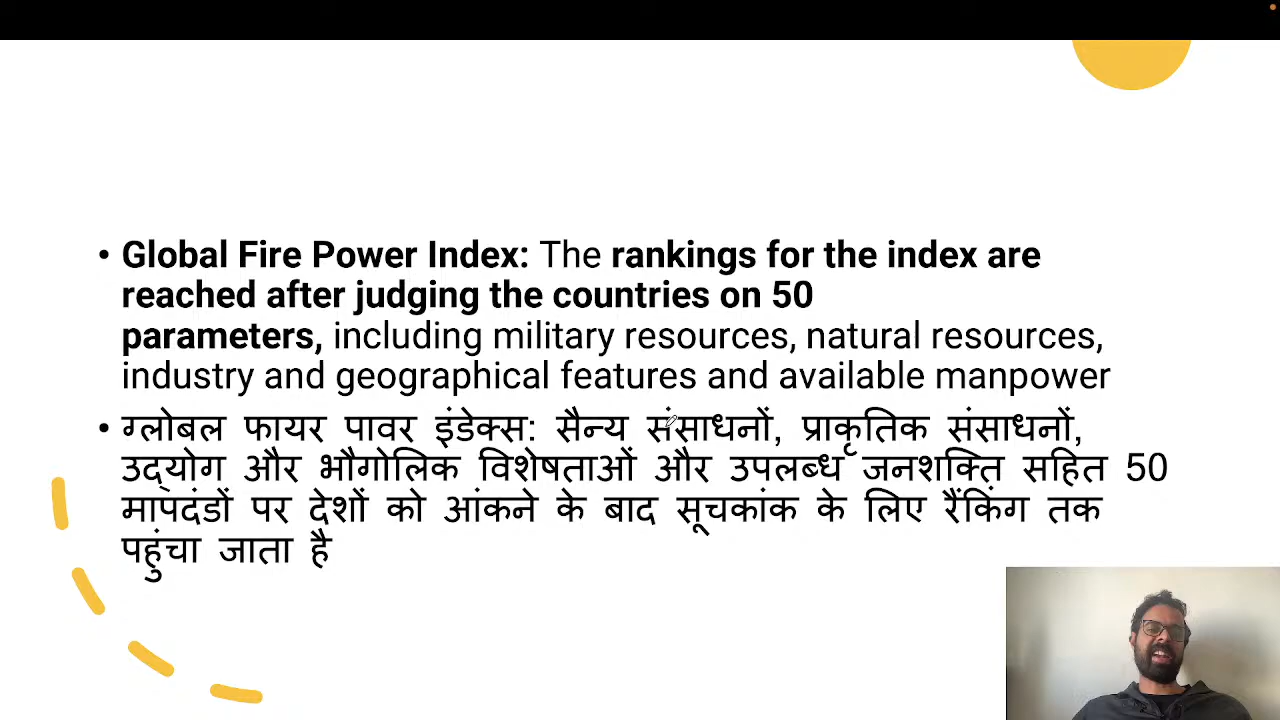 • Global Fire Power Index: The rankings for the index are
reached after judging the countries on 50
parameters, including military resources, natural resources,
industry and geographical features and available manpower
• ग्लोबल फायर पावर इंडेक्स: सैन्य संसाधनों, प्राकृतिक संसाधनों,
उद्योग और भौगोलिक विशेषताओं और उपलब्ध जनशक्ति सहित 50
मापदंडों पर देशों को आंकने के बाद सूचकांक के लिए रैंकिंग तक
पहुंचा जाता है